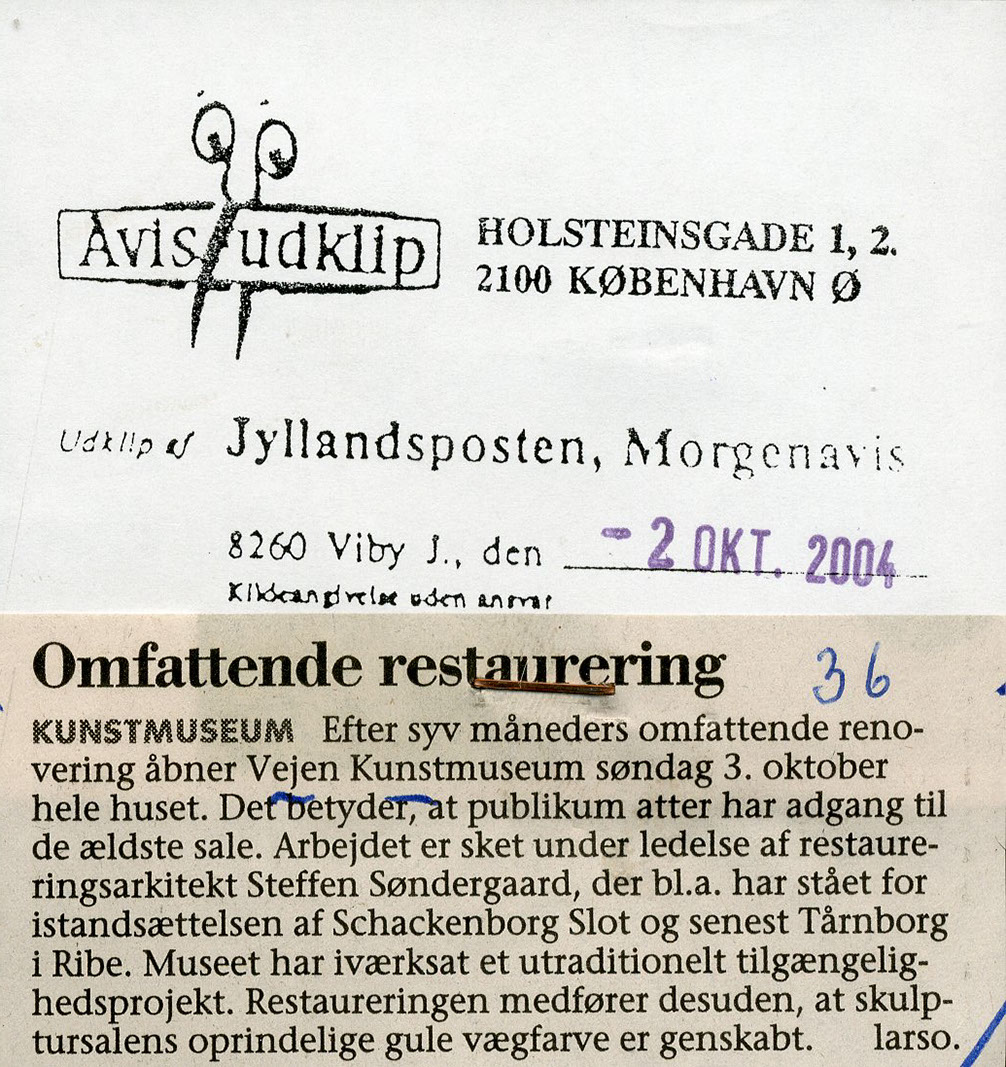 Avis/udklip
HOLSTEINSGADE 1, 2.
2100 KØBENHAVN Ø
Udklip af Jyllandsposten, Morgenavis
8260 Viby J., den - 2 OKT. 2004
Kildeangivelse uden ansvar
Omfattende restaurering 36
KUNSTMUSEUM Efter syv måneders omfattende reno-
vering åbner Vejen Kunstmuseum søndag 3. oktober
hele huset. Det betyder, at publikum atter har adgang til
de ældste sale. Arbejdet er sket under ledelse af restaure-
ringsarkitekt Steffen Søndergaard, der bl.a. har stået for
istandsættelsen af Schackenborg Slot og senest Tårnborg
i Ribe. Museet har iværksat et utraditionelt tilgængelig-
hedsprojekt. Restaureringen medfører desuden, at skulp-
tursalens oprindelige gule vægfarve er genskabt. larso.